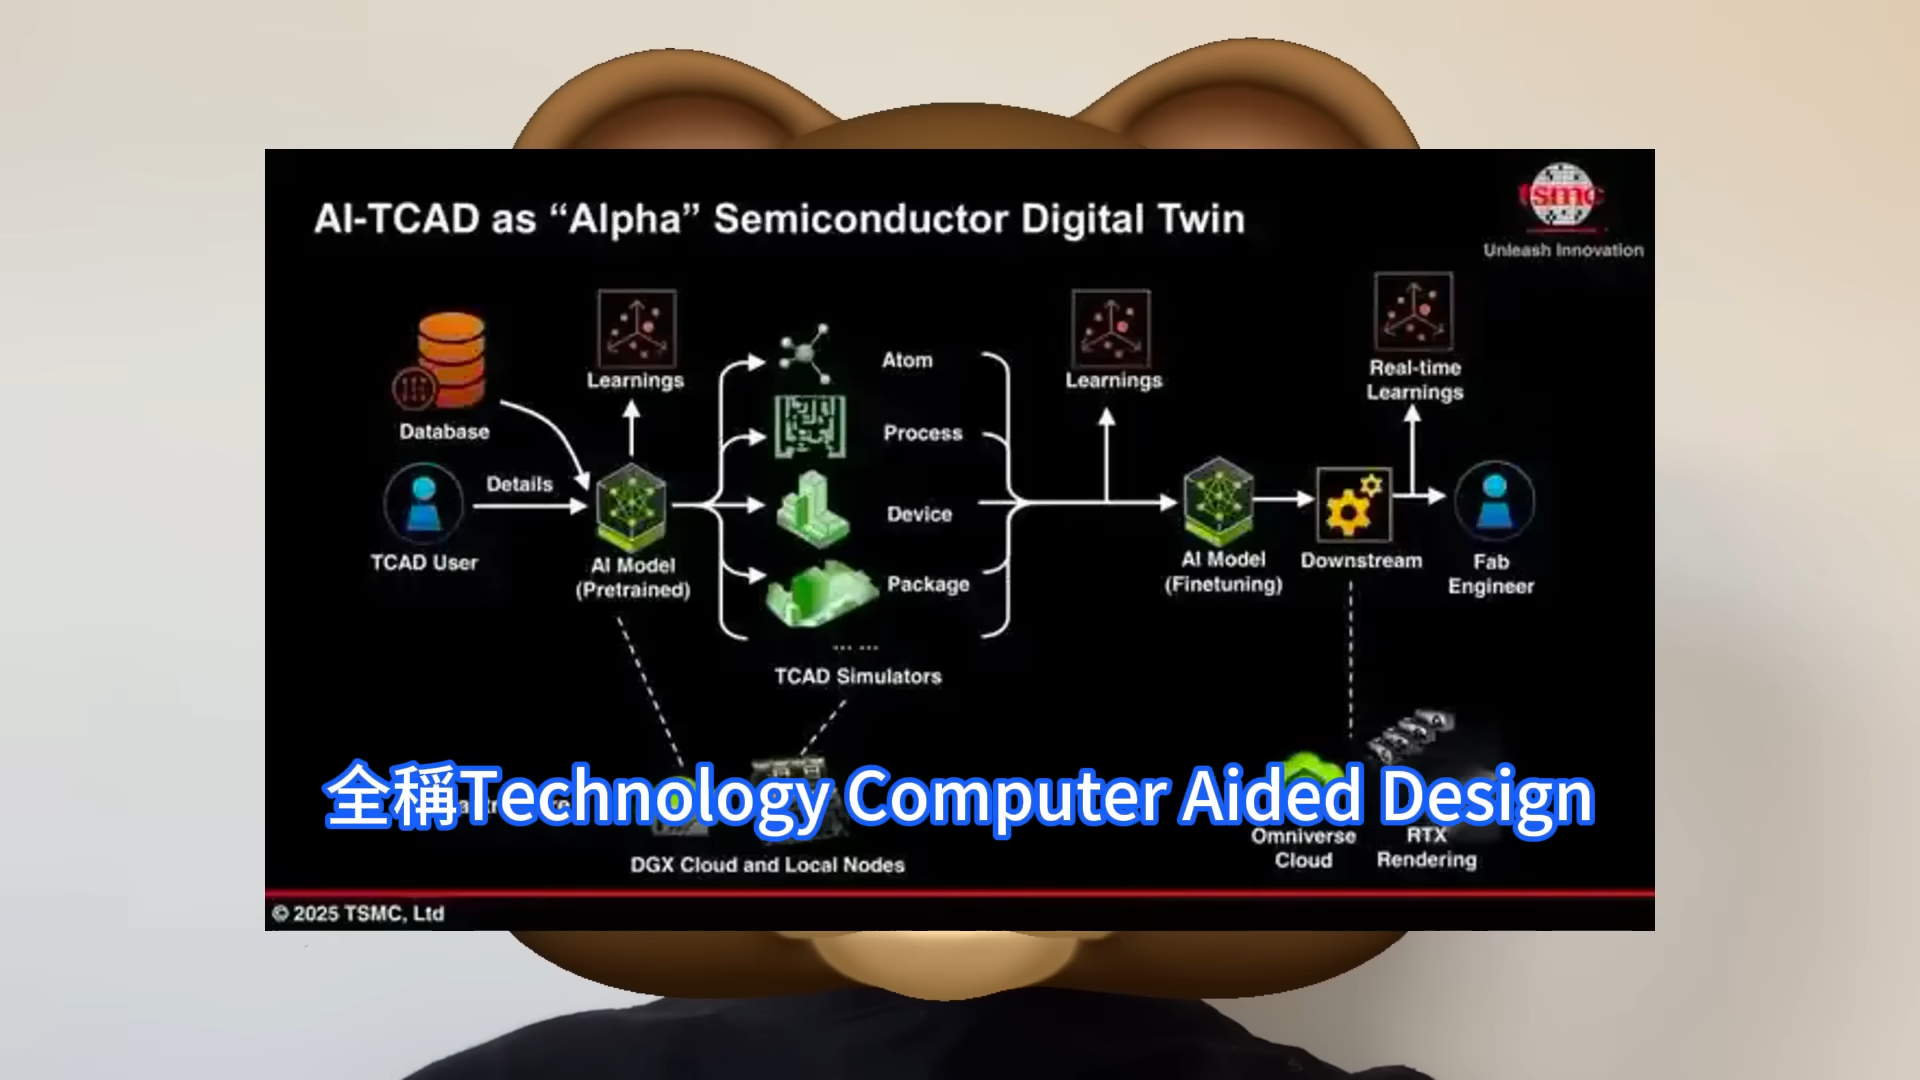 AI-TCAD as “Alpha” Semiconductor Digital Twin
tsmc
Unleash Innovation
Learnings
Learnings
Real-time
Learnings
Database
Details
TCAD User
AI Model
(Pretrained)
Atom
Process
Device
Package
... ...
TCAD Simulators
AI Model
(Finetuning)
Downstream
Fab
Engineer
全稱Technology Computer Aided Design
DGX Cloud and Local Nodes
Omniverse
Cloud
RTX
Rendering
© 2025 TSMC, Ltd